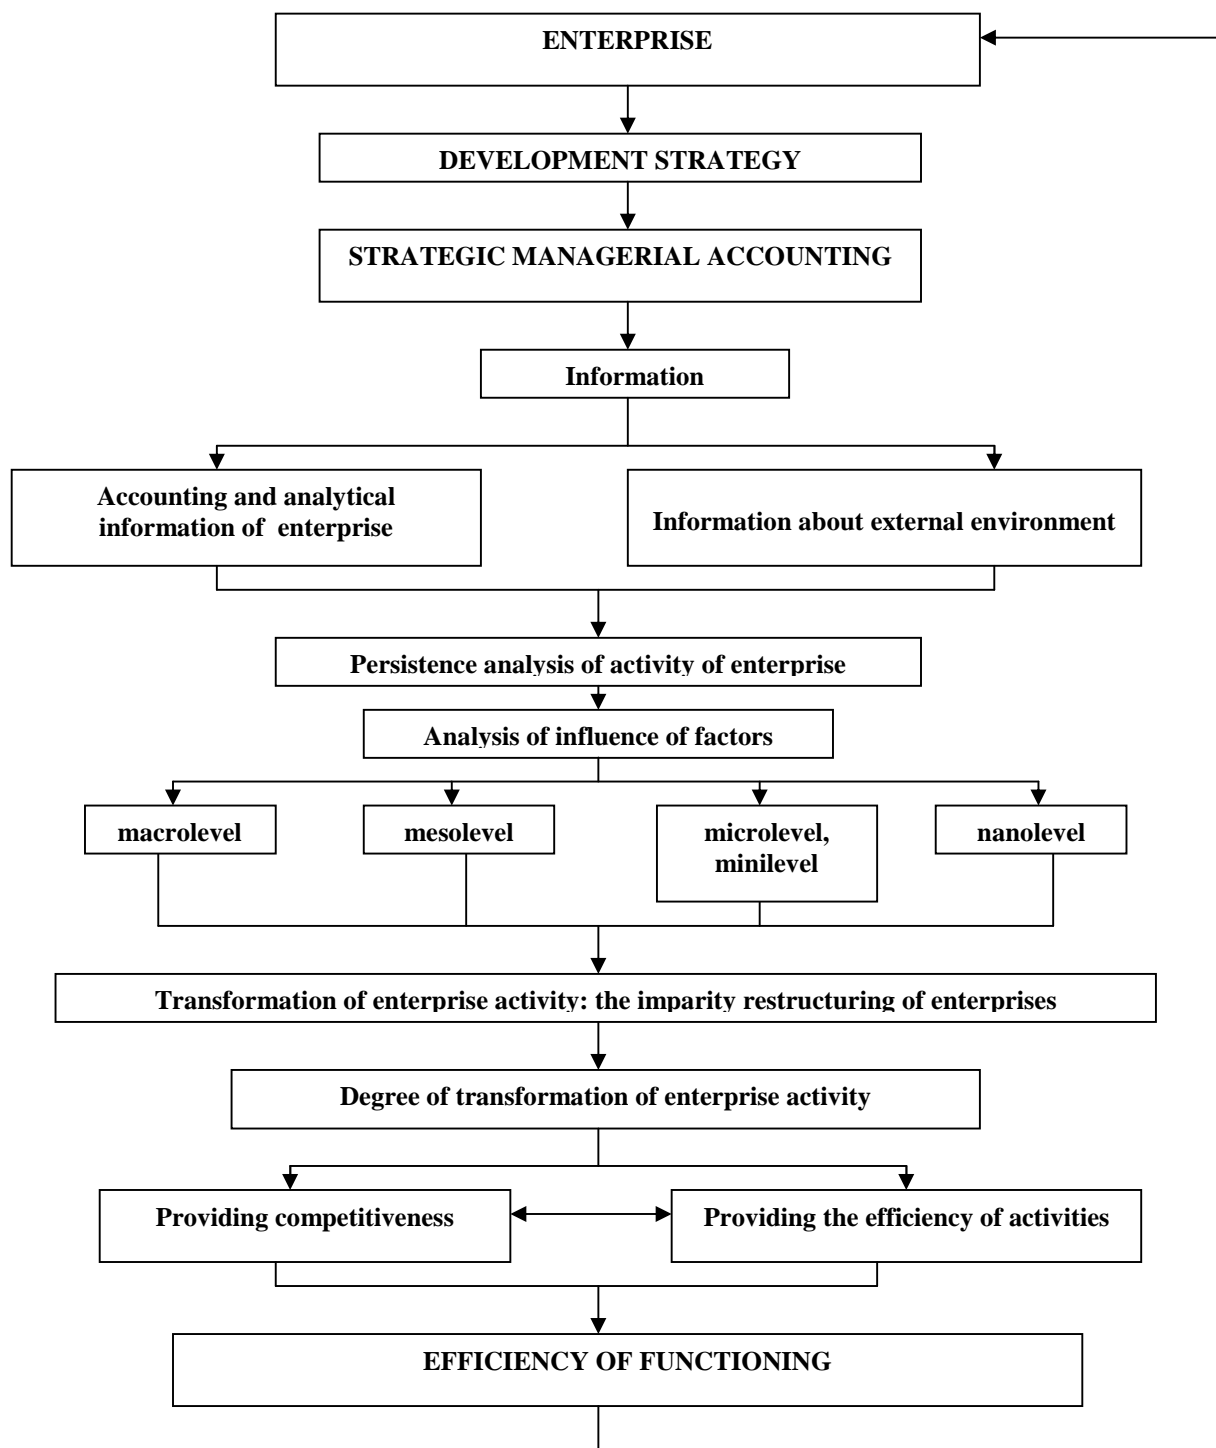 ENTERPRISE
DEVELOPMENT STRATEGY
STRATEGIC MANAGERIAL ACCOUNTING
Information
Accounting and analytical
information of enterprise
Information about external environment
Persistence analysis of activity of enterprise
Analysis of influence of factors
macrolevel
mesolevel
microlevel,
minilevel
nanolevel
Transformation of enterprise activity: the imparity restructuring of enterprises
Degree of transformation of enterprise activity
Providing competitiveness
Providing the efficiency of activities
EFFICIENCY OF FUNCTIONING